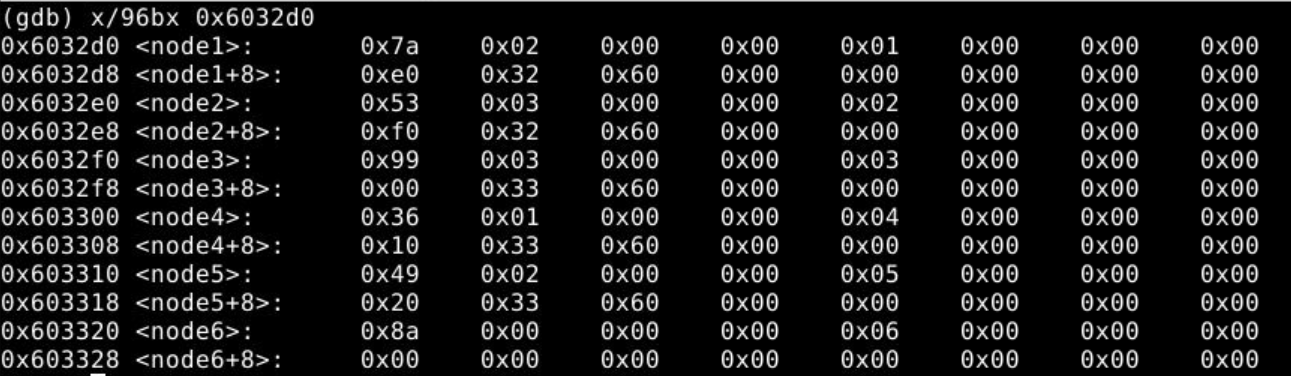 (gdb) x/96bx 0x6032d0
0x6032d0 <node1>: 0x7a 0x02 0x00 0x00 0x01 0x00 0x00 0x00
0x6032d8 <node1+8>: 0xe0 0x32 0x60 0x00 0x00 0x00 0x00 0x00
0x6032e0 <node2>: 0x53 0x03 0x00 0x00 0x02 0x00 0x00 0x00
0x6032e8 <node2+8>: 0xf0 0x32 0x60 0x00 0x00 0x00 0x00 0x00
0x6032f0 <node3>: 0x99 0x03 0x00 0x00 0x03 0x00 0x00 0x00
0x6032f8 <node3+8>: 0x00 0x33 0x60 0x00 0x00 0x00 0x00 0x00
0x603300 <node4>: 0x36 0x01 0x00 0x00 0x04 0x00 0x00 0x00
0x603308 <node4+8>: 0x10 0x33 0x60 0x00 0x00 0x00 0x00 0x00
0x603310 <node5>: 0x49 0x02 0x00 0x00 0x05 0x00 0x00 0x00
0x603318 <node5+8>: 0x20 0x33 0x60 0x00 0x00 0x00 0x00 0x00
0x603320 <node6>: 0x8a 0x00 0x00 0x00 0x06 0x00 0x00 0x00
0x603328 <node6+8>: 0x00 0x00 0x00 0x00 0x00 0x00 0x00 0x00